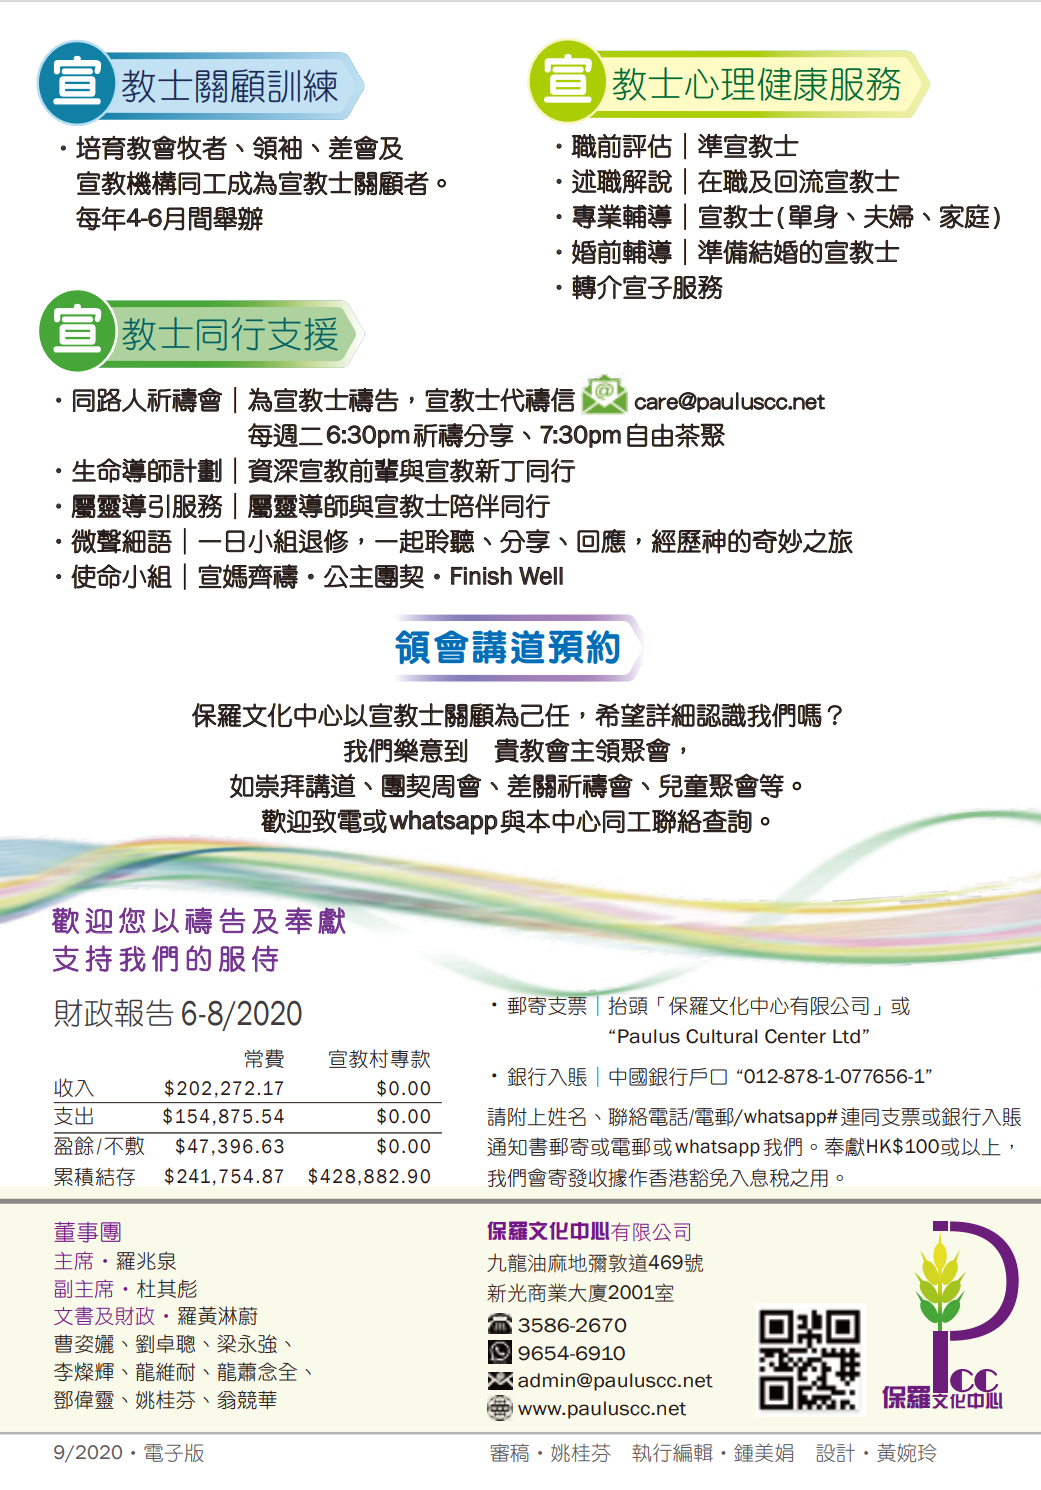 宣教士關顧訓練
・培育教會牧者、領袖、差會及
宣教機構同工成為宣教士關顧者。
每年4-6月間舉辦
宣教士心理健康服務
・職前評估｜準宣教士
・述職解說｜在職及回流宣教士
・專業輔導｜宣教士(單身、夫婦、家庭)
・婚前輔導｜準備結婚的宣教士
・轉介宣子服務
宣教士同行支援
・同路人祈禱會｜為宣教士禱告，宣教士代禱信 care@pauluscc.net
每週二6:30pm祈禱分享、7:30pm自由茶聚
・生命導師計劃｜資深宣教前輩與宣教新丁同行
・屬靈導引服務｜屬靈導師與宣教士陪伴同行
・微聲細語｜一日小組退修，一起聆聽、分享、回應，經歷神的奇妙之旅
・使命小組｜宣媽齊禱・公主團契・Finish Well
領會講道預約
保羅文化中心以宣教士關顧為己任，希望詳細認識我們嗎？
我們樂意到　貴教會主領聚會，
如崇拜講道、團契周會、差關祈禱會、兒童聚會等。
歡迎致電或whatsapp與本中心同工聯絡查詢。
歡迎您以禱告及奉獻
支持我們的服侍
財政報告 6-8/2020
常費 宣教村專款
收入 $202,272.17 $0.00
支出 $154,875.54 $0.00
盈餘/不敷 $47,396.63 $0.00
累積結存 $241,754.87 $428,882.90
・郵寄支票｜抬頭「保羅文化中心有限公司」或
“Paulus Cultural Center Ltd”
・銀行入賬｜中國銀行戶口 “012-878-1-077656-1”
請附上姓名、聯絡電話/電郵/whatsapp#連同支票或銀行入賬
通知書郵寄或電郵或whatsapp我們。奉獻HK$100或以上，
我們會寄發收據作香港豁免入息稅之用。
董事團
主席・羅兆泉
副主席・杜其彪
文書及財政・羅黃淋蔚
曹姿孋、劉卓聰、梁永強、
李燦輝、龍維耐、龍蕭念全、
鄧偉靈、姚桂芬、翁競華
保羅文化中心有限公司
九龍油麻地彌敦道469號
新光商業大廈2001室
3586-2670
9654-6910
admin@pauluscc.net
www.pauluscc.net
Pcc
保羅文化中心
9/2020・電子版
審稿・姚桂芬　執行編輯・鍾美娟　設計・黃婉玲